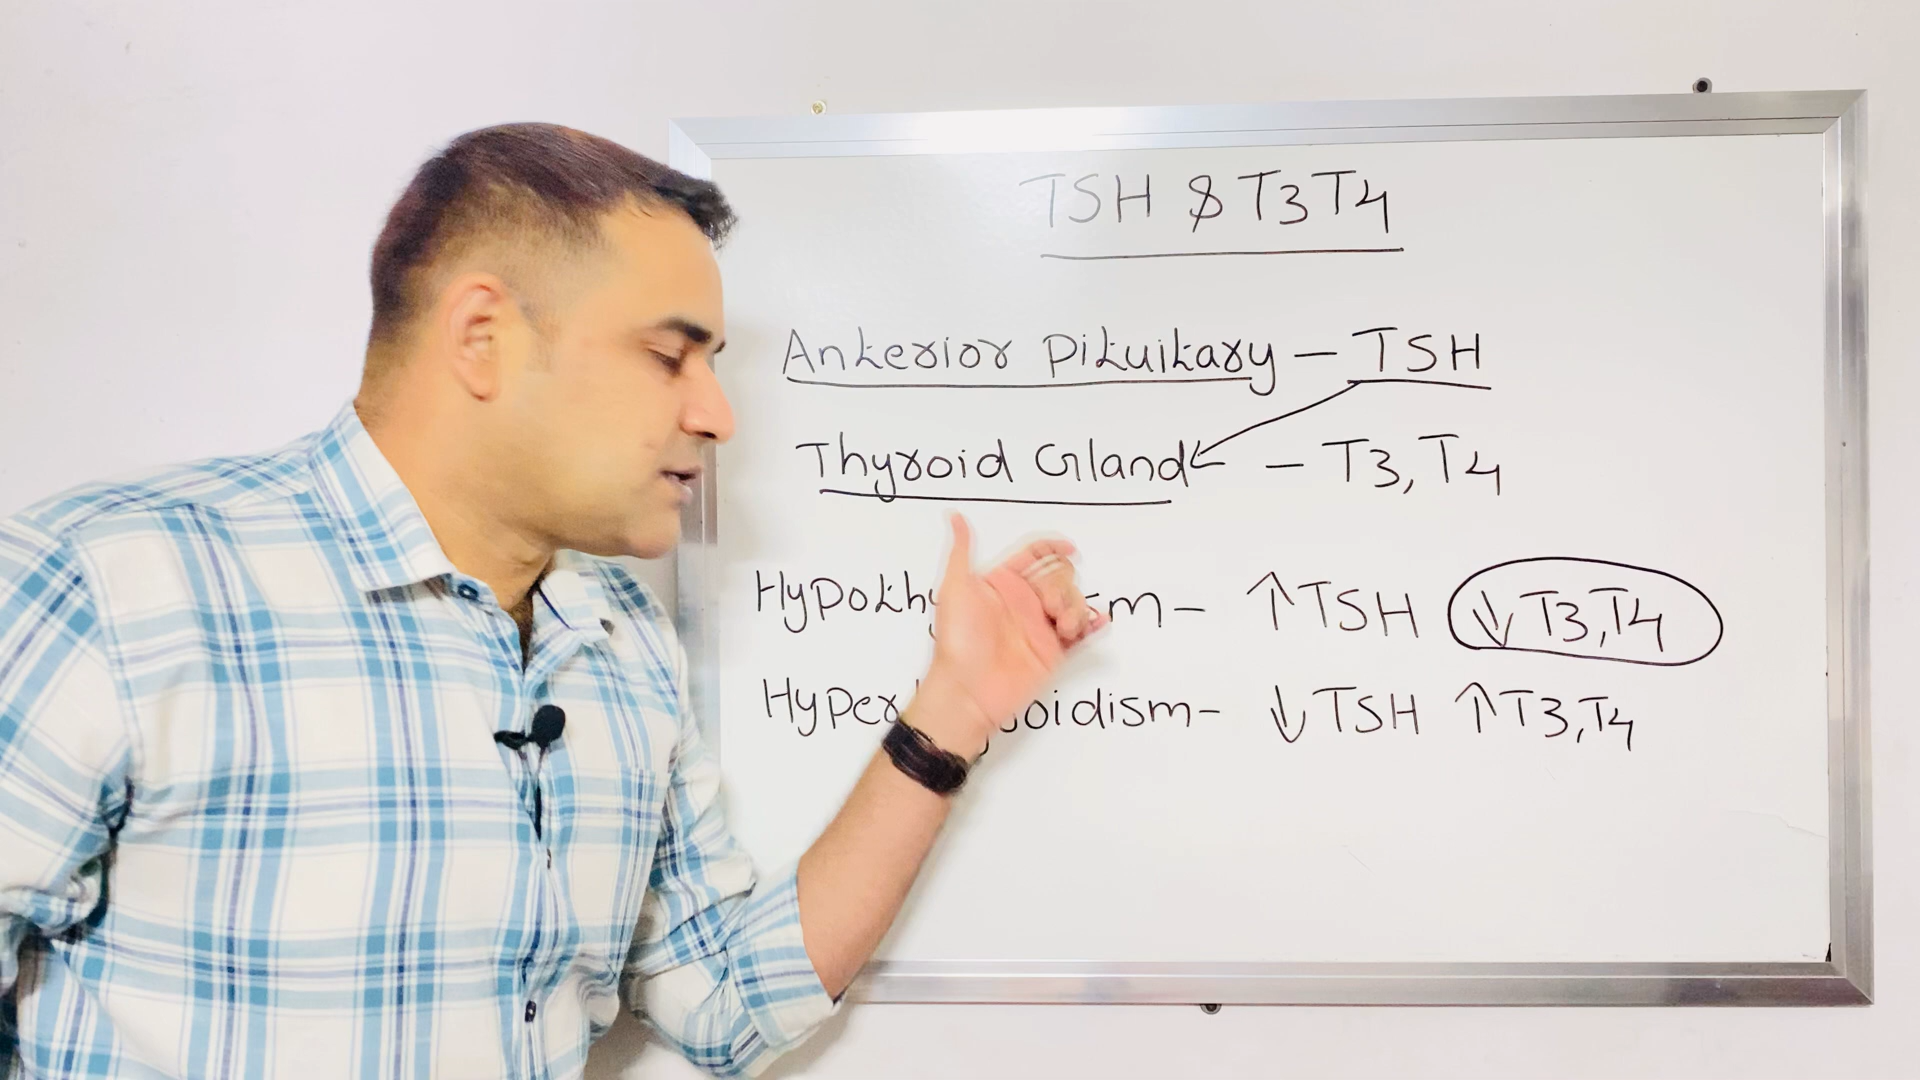 TSH & T3T4
Anterior Pituitary - TSH
Thyroid Gland - T3, T4
- ↑ TSH ↓ T3, T4
- ↓ TSH ↑ T3, T4